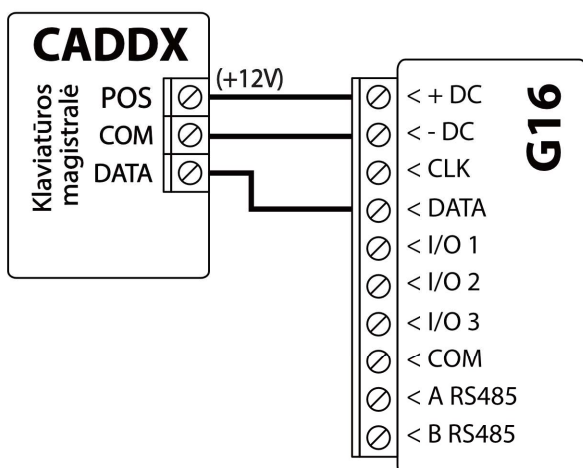 CADDX
Klaviatūros
magistralė
POS
COM
DATA
(+12V)
G16
< + DC
< - DC
< CLK
< DATA
< I/O 1
< I/O 2
< I/O 3
< COM
< A RS485
< B RS485